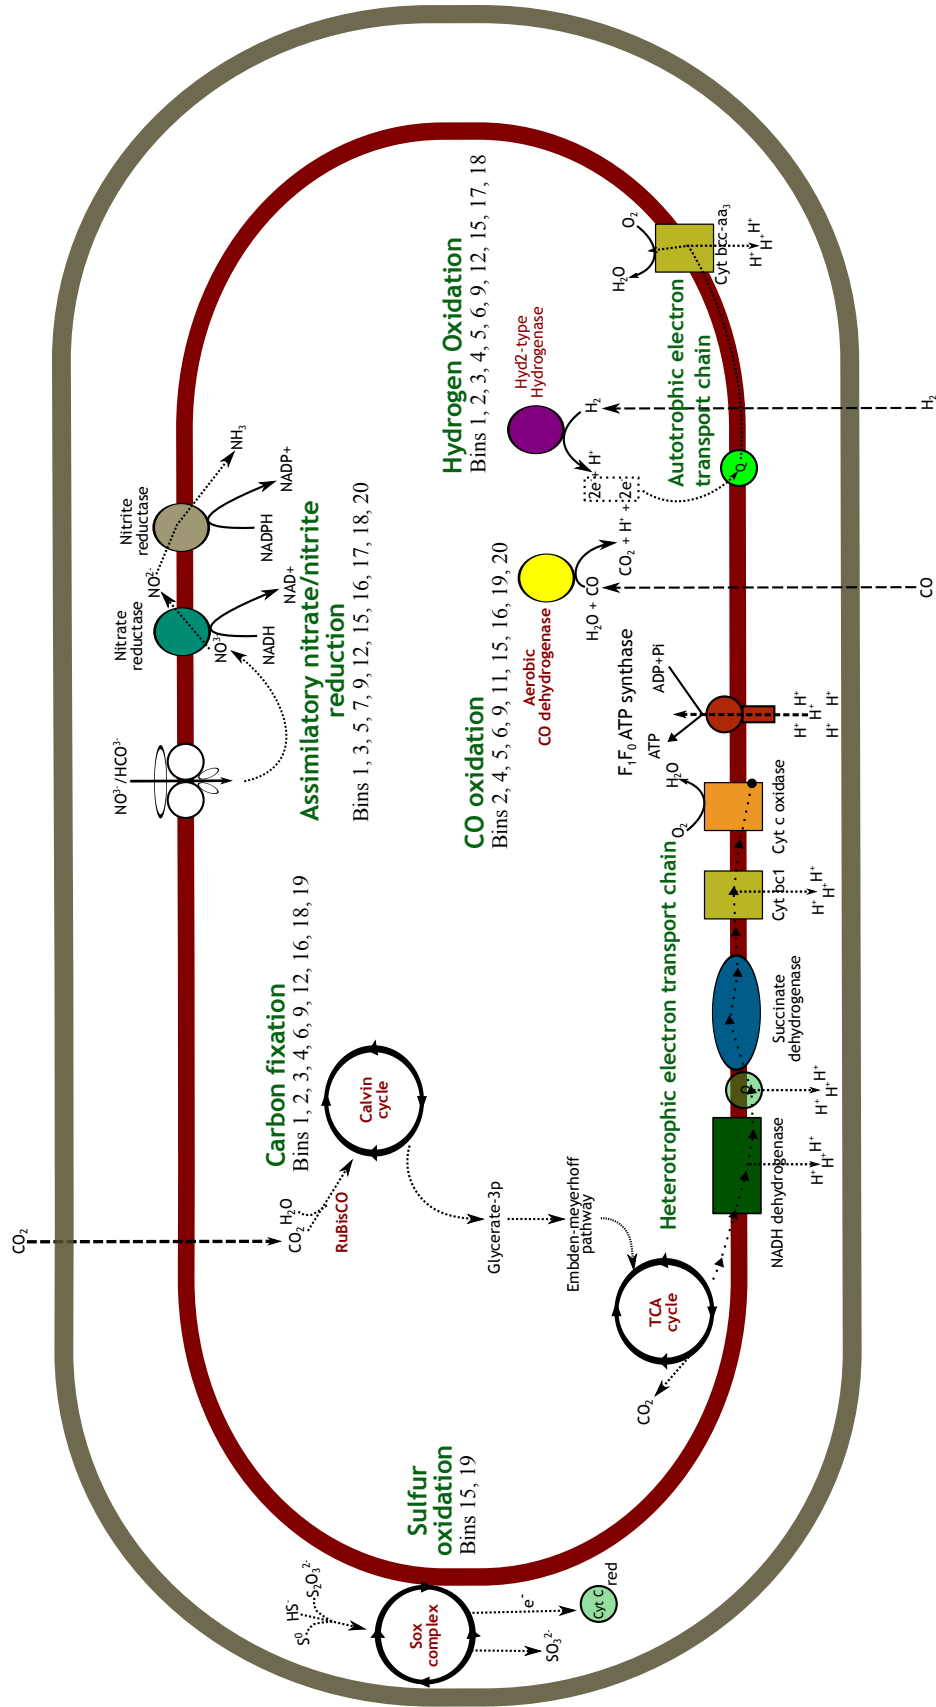 Sulfur
oxidation
Bins 15, 19
S⁰
HS⁻
S₂O₃²⁻
Sox
complex
SO₃²⁻
e⁻
Cyt C
red
CO₂
CO₂
H₂O
RuBisCO
Carbon fixation
Bins 1, 2, 3, 4, 6, 9, 12, 16, 18, 19
Calvin
cycle
Glycerate-3p
Embden-meyerhoff
pathway
TCA
cycle
CO₂
NO³⁻/HCO3⁻
Nitrate
reductase
NO³⁻
NO²⁻
NADH
NAD+
Nitrite
reductase
NADPH
NADP+
NH₃
Assimilatory nitrate/nitrite
reduction
Bins 1, 3, 5, 7, 9, 12, 15, 16, 17, 18, 20
CO oxidation
Bins 2, 4, 5, 6, 9, 11, 15, 16, 19, 20
Aerobic
CO dehydrogenase
H₂O + CO
CO₂ + H⁺ + 2e⁻
CO
Hydrogen Oxidation
Bins 1, 2, 3, 4, 5, 6, 9, 12, 15, 17, 18
Hyd2-type
Hydrogenase
2e⁻ + H⁺
H₂
H₂
Heterotrophic electron transport chain
NADH dehydrogenase
H⁺ H⁺ H⁺
Q
H⁺ H⁺ H⁺
Succinate
dehydrogenase
Cyt bc1
H⁺ H⁺ H⁺
Cyt c oxidase
O₂
H₂O
F₁F₀ ATP synthase
ATP
ADP+Pi
H⁺ H⁺ H⁺
H⁺ H⁺
Autotrophic electron
transport chain
Q
H₂O
O₂
Cyt bcc-aa₃
H⁺ H⁺ H⁺